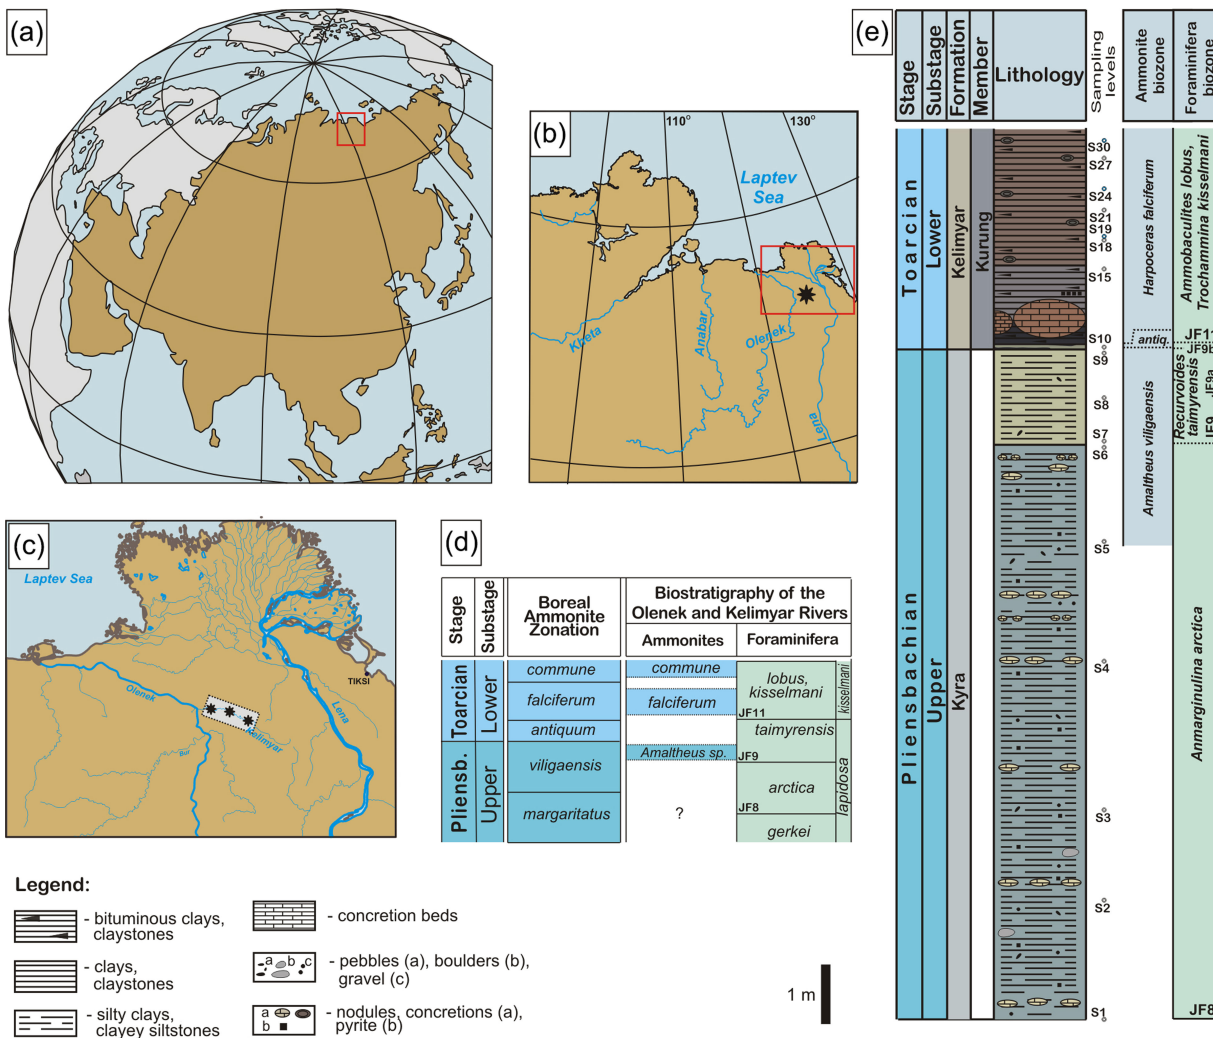 (a)
(b)
110°
130°
Laptev
Sea
Kheta
Anabar
Olenek
Lena
(c)
Laptev Sea
TIKSI
Olenek
Kelimyar
Bur
Lena
(d)
Stage
Substage
Boreal
Ammonite
Zonation
Biostratigraphy of the
Olenek and Kelimyar Rivers
Ammonites
Foraminifera
Toarcian
Lower
commune
falciferum
antiquum
commune
falciferum
lobus,
kisselmani
JF11
kisselmani
taimyrensis
Pliensb.
Upper
viligaensis
margaritatus
Amaltheus sp.
?
JF9
arctica
JF8
gerkei
lapidosa
(e)
Stage
Substage
Formation
Member
Lithology
Sampling
levels
Ammonite
biozone
Foraminifera
biozone
Toarcian
Lower
Kelimyar
Kurung
S30
S27
S24
S21
S19
S18
S15
S10
Harpoceras falciferum
antiq.
Ammobaculites lobus,
Trochammina kisselmani
JF11
JF9b
Pliensbachian
Upper
Kyra
S9
S8
S7
S6
S5
S4
S3
S2
S1
Amaltheus viligaensis
Recurvoides
taimyrensis
JF9a
JF9
Anmarginulina arctica
JF8
Legend:
- bituminous clays,
claystones
- clays,
claystones
- silty clays,
clayey siltstones
- concretion beds
a b c
- pebbles (a), boulders (b),
gravel (c)
a
b
- nodules, concretions (a),
pyrite (b)
1 m